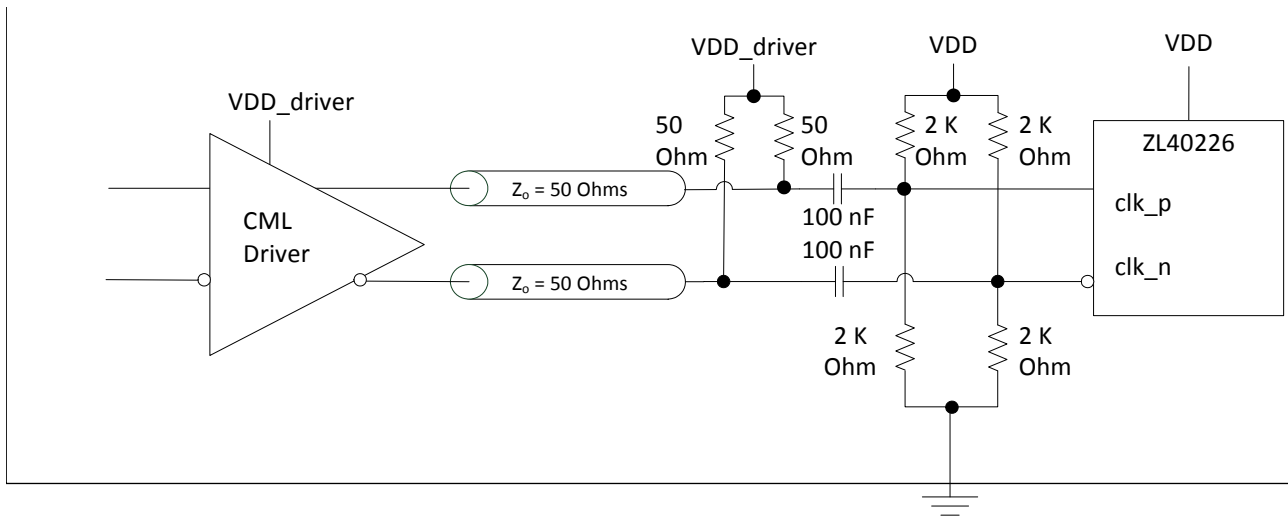 VDD_driver
VDD
VDD
VDD_driver
50
Ohm
50
Ohm
2 K
Ohm
2 K
Ohm
ZL40226
Zo = 50 Ohms
clk_p
CML
Driver
100 nF
100 nF
clk_n
Zo = 50 Ohms
2 K
Ohm
2 K
Ohm